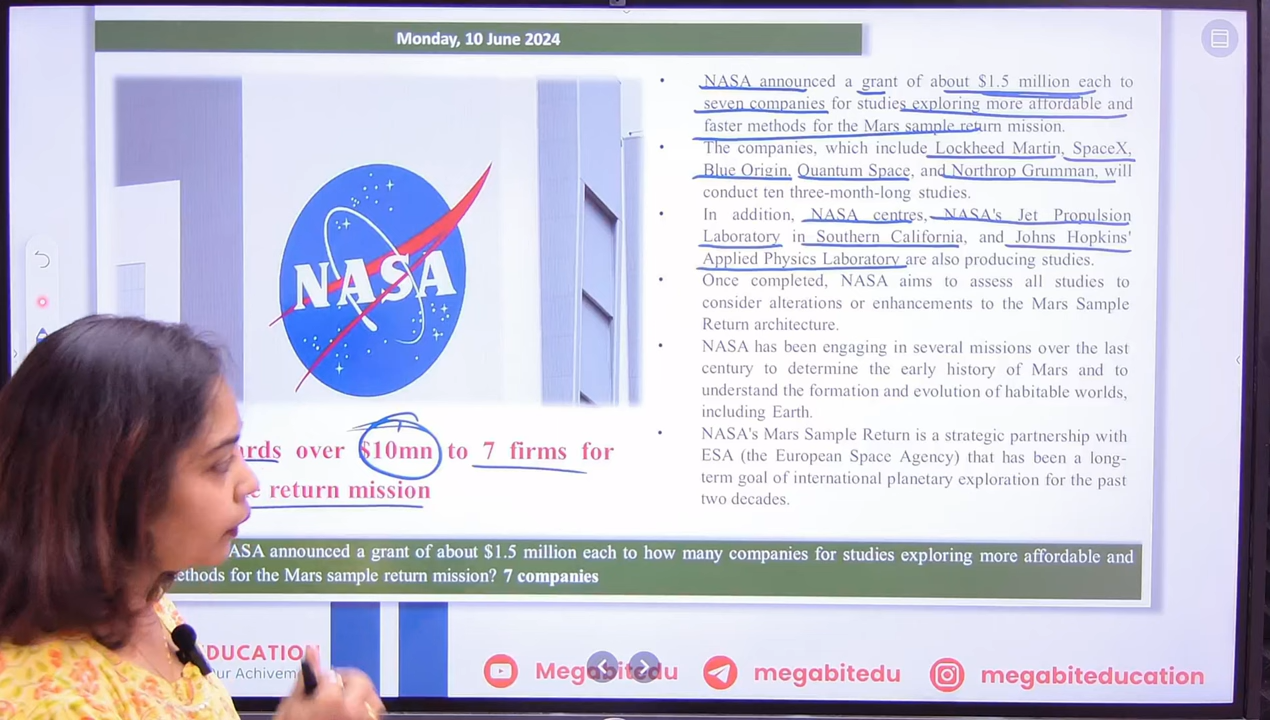 Monday, 10 June 2024
NASA
over $10mn to 7 firms for
return mission
• NASA announced a grant of about $1.5 million each to
seven companies for studies exploring more affordable and
faster methods for the Mars sample return mission.
• The companies, which include Lockheed Martin, SpaceX,
Blue Origin, Quantum Space, and Northrop Grumman, will
conduct ten three-month-long studies.
• In addition, NASA centres, NASA's Jet Propulsion
Laboratory in Southern California, and Johns Hopkins'
Applied Physics Laboratory are also producing studies.
• Once completed, NASA aims to assess all studies to
consider alterations or enhancements to the Mars Sample
Return architecture.
• NASA has been engaging in several missions over the last
century to determine the early history of Mars and to
understand the formation and evolution of habitable worlds,
including Earth.
• NASA's Mars Sample Return is a strategic partnership with
ESA (the European Space Agency) that has been a long-
term goal of international planetary exploration for the past
two decades.
announced a grant of about $1.5 million each to how many companies for studies exploring more affordable and
for the Mars sample return mission? 7 companies
Megabitedu
megabitedu
megabiteducation